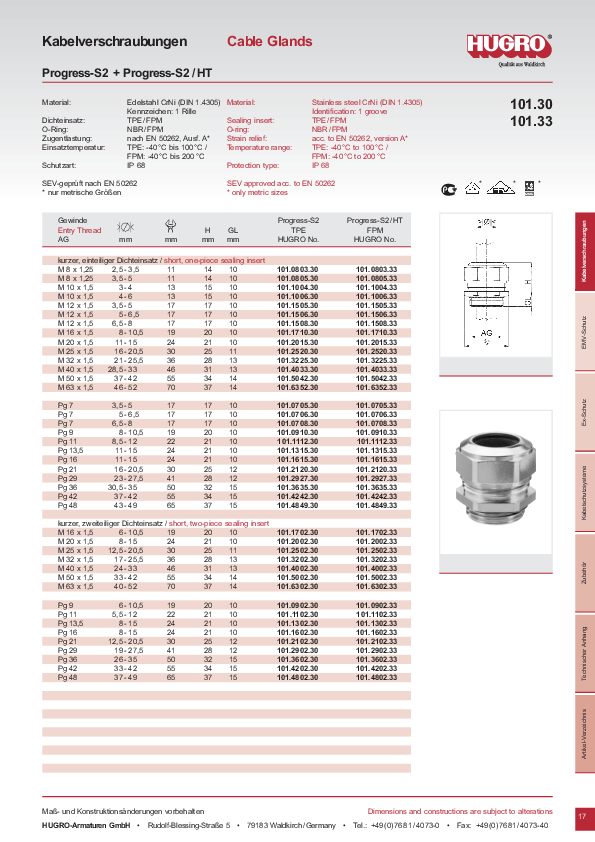 Kabelverschraubungen Cable Glands
HUGRO®
Qualität aus Waldkirch
Progress-S2 + Progress-S2/HT
Material: Edelstahl CrNi (DIN 1.4305) Material: Stainless steel CrNi (DIN 1.4305) 101.30
Kennzeichen: 1 Rille Identification: 1 groove
Dichteinsatz: TPE/FPM Sealing insert: TPE/FPM 101.33
O-Ring: NBR/FPM O-ring: NBR/FPM
Zugentlastung: nach EN 50262, Ausf. A* Strain relief: acc. to EN 50262, version A*
Einsatztemperatur: TPE: -40°C bis 100°C / Temperature range: TPE: -40°C to 100°C /
FPM: -40°C bis 200°C FPM: -40°C to 200°C
Schutzart: IP 68 Protection type: IP 68
SEV-geprüft nach EN 50262 SEV approved acc. to EN 50262
* nur metrische Größen * only metric sizes
Gewinde Progress-S2 Progress-S2/HT
Entry Thread H GL TPE FPM
AG mm mm mm mm HUGRO No. HUGRO No.
kurzer, einteiliger Dichteinsatz / short, one-piece sealing insert
M 8 x 1,25 2,5-3,5 11 14 10 101.0803.30 101.0803.33
M 8 x 1,25 3,5-5 11 14 10 101.0805.30 101.0805.33
M 10 x 1,5 3-4 13 15 10 101.1004.30 101.1004.33
M 10 x 1,5 4-6 13 15 10 101.1006.30 101.1006.33
M 12 x 1,5 3,5-5 17 17 10 101.1505.30 101.1505.33
M 12 x 1,5 5-6,5 17 17 10 101.1506.30 101.1506.33
M 12 x 1,5 6,5-8 17 17 10 101.1508.30 101.1508.33
M 16 x 1,5 8-10,5 19 20 10 101.1710.30 101.1710.33
M 20 x 1,5 11-15 24 21 10 101.2015.30 101.2015.33
M 25 x 1,5 16-20,5 30 25 11 101.2520.30 101.2520.33
M 32 x 1,5 21-25,5 36 28 13 101.3225.30 101.3225.33
M 40 x 1,5 28,5-33 46 31 13 101.4033.30 101.4033.33
M 50 x 1,5 37-42 55 34 14 101.5042.30 101.5042.33
M 63 x 1,5 46-52 70 37 14 101.6352.30 101.6352.33
Pg 7 3,5-5 17 17 10 101.0705.30 101.0705.33
Pg 7 5-6,5 17 17 10 101.0706.30 101.0706.33
Pg 7 6,5-8 17 17 10 101.0708.30 101.0708.33
Pg 9 8-10,5 19 20 10 101.0910.30 101.0910.33
Pg 11 8,5-12 22 21 10 101.1112.30 101.1112.33
Pg 13,5 11-15 24 21 10 101.1315.30 101.1315.33
Pg 16 11-15 24 21 10 101.1615.30 101.1615.33
Pg 21 16-20,5 30 25 12 101.2120.30 101.2120.33
Pg 29 23-27,5 41 28 12 101.2927.30 101.2927.33
Pg 36 30,5-35 50 32 15 101.3635.30 101.3635.33
Pg 42 37-42 55 34 15 101.4242.30 101.4242.33
Pg 48 43-49 65 37 15 101.4849.30 101.4849.33
kurzer, zweiteiliger Dichteinsatz / short, two-piece sealing insert
M 16 x 1,5 6-10,5 19 20 10 101.1702.30 101.1702.33
M 20 x 1,5 8-15 24 21 10 101.2002.30 101.2002.33
M 25 x 1,5 12,5-20,5 30 25 11 101.2502.30 101.2502.33
M 32 x 1,5 17-25,5 36 28 13 101.3202.30 101.3202.33
M 40 x 1,5 24-33 46 31 13 101.4002.30 101.4002.33
M 50 x 1,5 33-42 55 34 14 101.5002.30 101.5002.33
M 63 x 1,5 40-52 70 37 14 101.6302.30 101.6302.33
Pg 9 6-10,5 19 20 10 101.0902.30 101.0902.33
Pg 11 5,5-12 22 21 10 101.1102.30 101.1102.33
Pg 13,5 8-15 24 21 10 101.1302.30 101.1302.33
Pg 16 8-15 24 21 10 101.1602.30 101.1602.33
Pg 21 12,5-20,5 30 25 12 101.2102.30 101.2102.33
Pg 29 19-27,5 41 28 12 101.2902.30 101.2902.33
Pg 36 26-35 50 32 15 101.3602.30 101.3602.33
Pg 42 33-42 55 34 15 101.4202.30 101.4202.33
Pg 48 37-49 65 37 15 101.4802.30 101.4802.33
H
GL
AG
Kabelverschraubungen
EMV-Schutz
Ex-Schutz
Kabelschutzsysteme
Zubehör
Technischer Anhang
Artikel-Verzeichnis
Maß- und Konstruktionsänderungen vorbehalten Dimensions and constructions are subject to alterations
17
HUGRO-Armaturen GmbH • Rudolf-Blessing-Straße 5 • 79183 Waldkirch/Germany • Tel.: +49(0)7681/4073-0 • Fax: +49(0)7681/4073-40